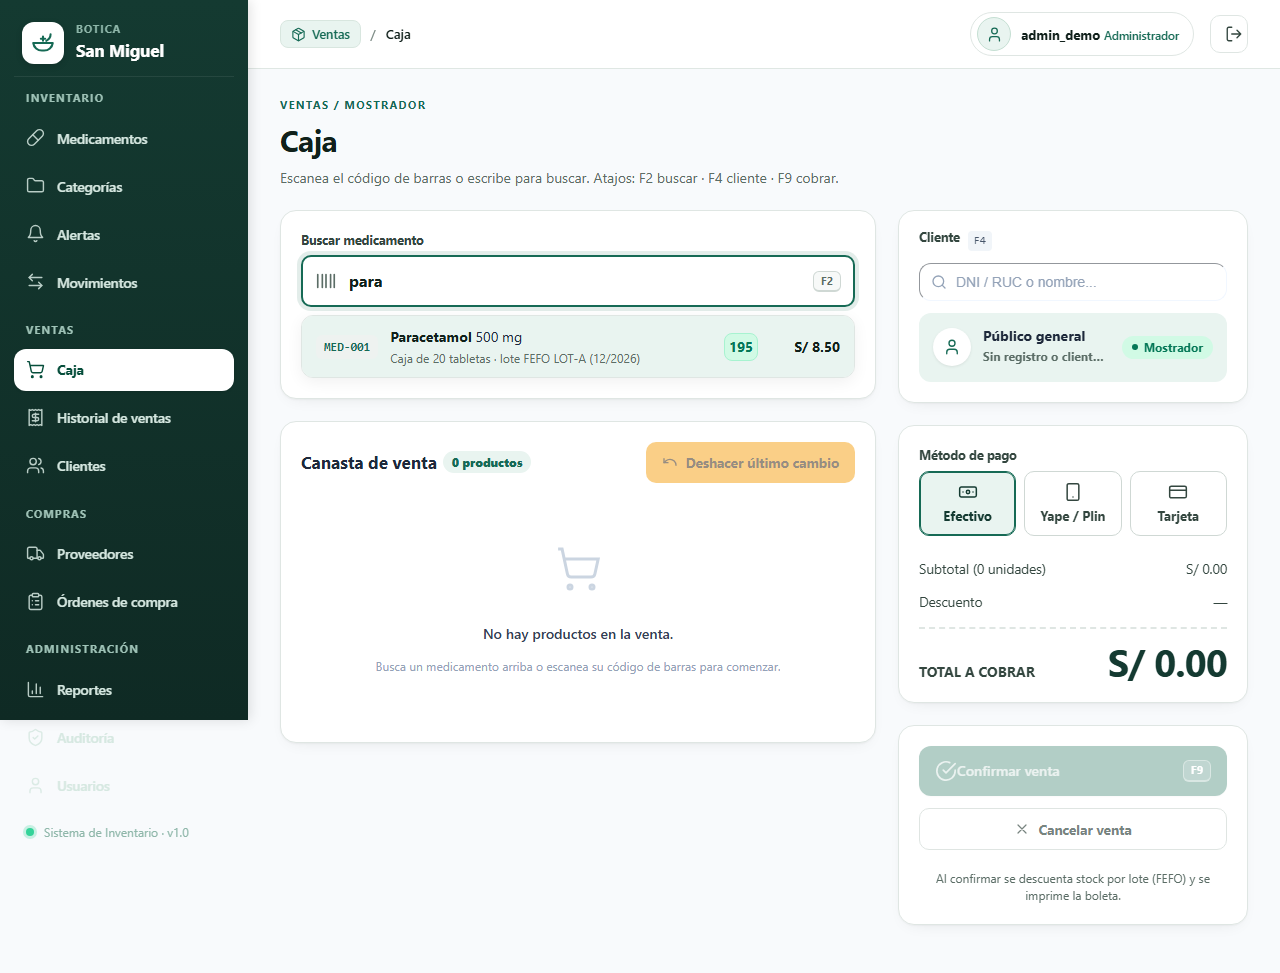 BOTICA
San Miguel
INVENTARIO
Medicamentos
Categorías
Alertas
Movimientos
VENTAS
Caja
Historial de ventas
Clientes
COMPRAS
Proveedores
Órdenes de compra
ADMINISTRACIÓN
Reportes
Auditoría
Usuarios
Sistema de Inventario · v1.0
Ventas / Caja
admin_demo Administrador
VENTAS / MOSTRADOR
Caja
Escanea el código de barras o escribe para buscar. Atajos: F2 buscar · F4 cliente · F9 cobrar.
Buscar medicamento
para F2
MED-001 Paracetamol 500 mg 195 S/ 8.50
Caja de 20 tabletas · lote FEFO LOT-A (12/2026)
Canasta de venta 0 productos Deshacer último cambio
No hay productos en la venta.
Busca un medicamento arriba o escanea su código de barras para comenzar.
Cliente F4
DNI / RUC o nombre...
Público general
Sin registro o client... Mostrador
Método de pago
Efectivo Yape / Plin Tarjeta
Subtotal (0 unidades) S/ 0.00
Descuento —
TOTAL A COBRAR S/ 0.00
Confirmar venta F9
Cancelar venta
Al confirmar se descuenta stock por lote (FEFO) y se
imprime la boleta.